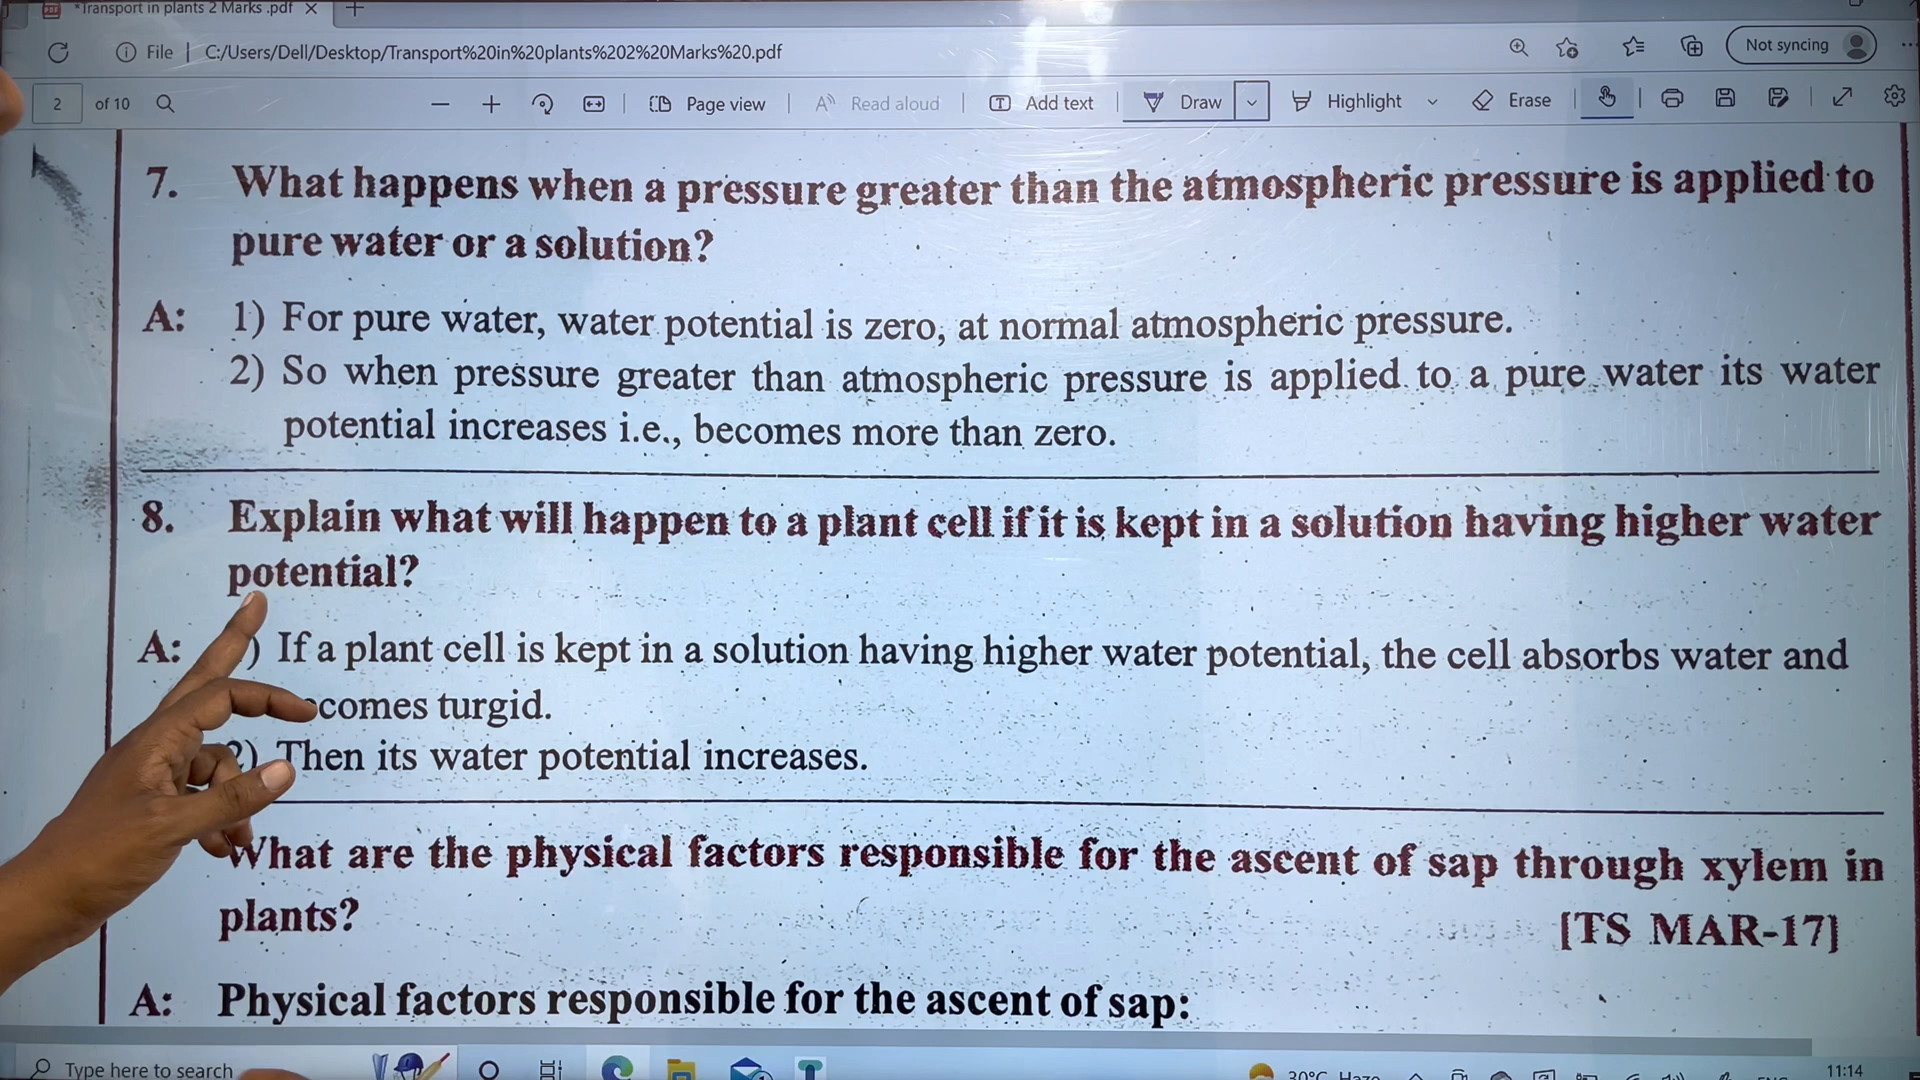 *Transport in plants 2 Marks .pdf
File | C:/Users/Dell/Desktop/Transport%20in%20plants%202%20Marks%20.pdf
Not syncing
2 of 10
Page view
Read aloud
Add text
Draw
Highlight
Erase
7. What happens when a pressure greater than the atmospheric pressure is applied to
pure water or a solution?
A: 1) For pure water, water potential is zero, at normal atmospheric pressure.
2) So when pressure greater than atmospheric pressure is applied to a pure water its water
potential increases i.e., becomes more than zero.
8. Explain what will happen to a plant cell if it is kept in a solution having higher water
potential?
A: ) If a plant cell is kept in a solution having higher water potential, the cell absorbs water and
comes turgid.
2) Then its water potential increases.
What are the physical factors responsible for the ascent of sap through xylem in
plants? [TS MAR-17]
A: Physical factors responsible for the ascent of sap:
Type here to search
30°C Haze
11:14